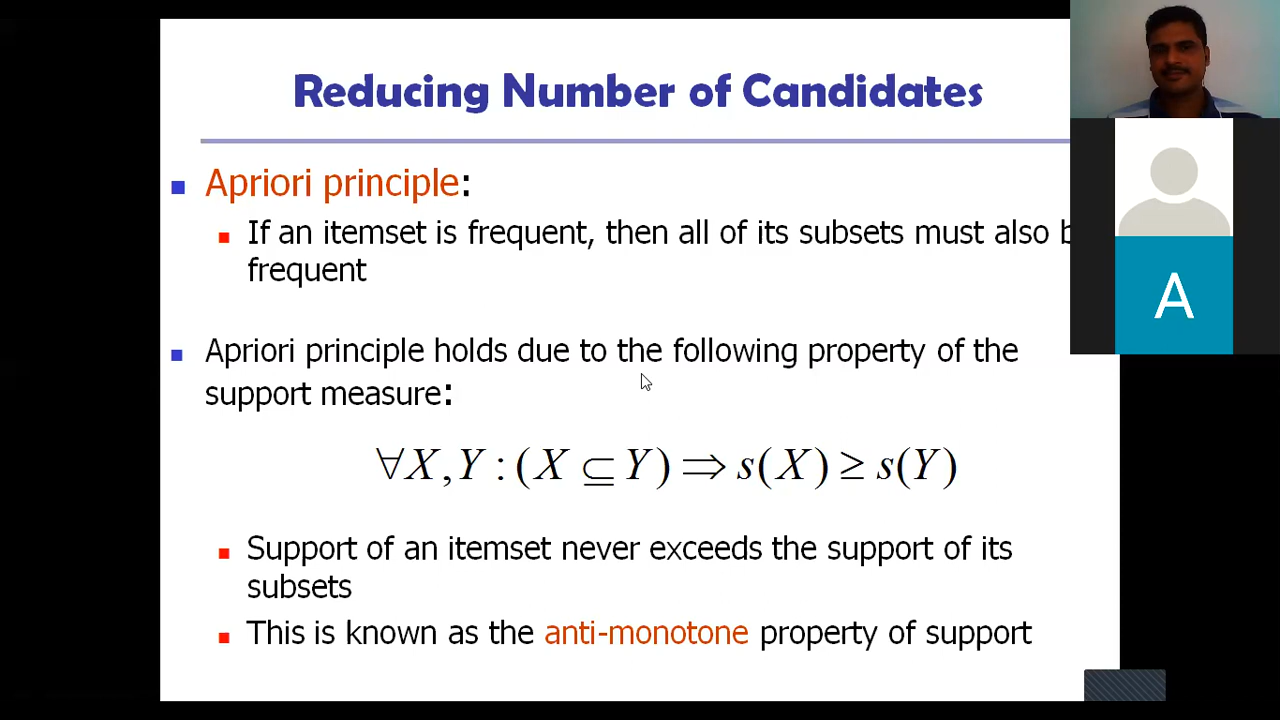 Reducing Number of Candidates
Apriori principle:
If an itemset is frequent, then all of its subsets must also
frequent
Apriori principle holds due to the following property of the
support measure:
∀X,Y : (X ⊆ Y) ⇒ s(X) ≥ s(Y)
Support of an itemset never exceeds the support of its
subsets
This is known as the anti-monotone property of support
A